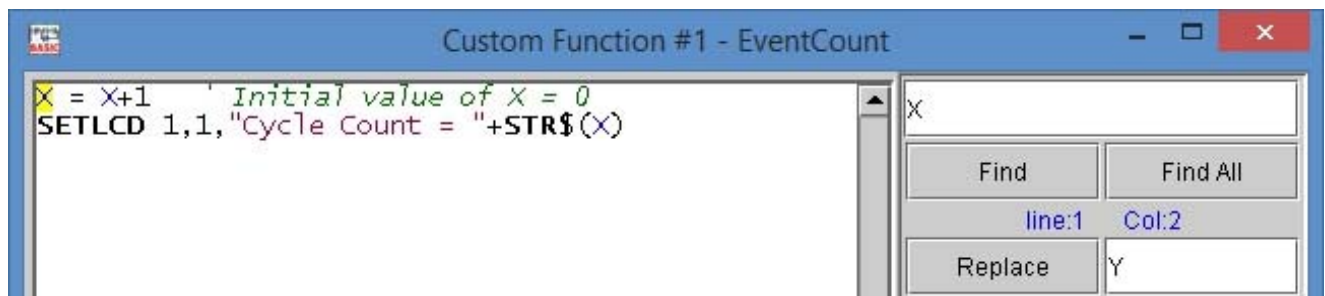 Custom Function #1 - EventCount
X = X+1   ' Initial value of X = 0
SETLCD 1,1,"Cycle Count = "+STR$(X)
X
Find
Find All
line:1
Col:2
Replace
Y